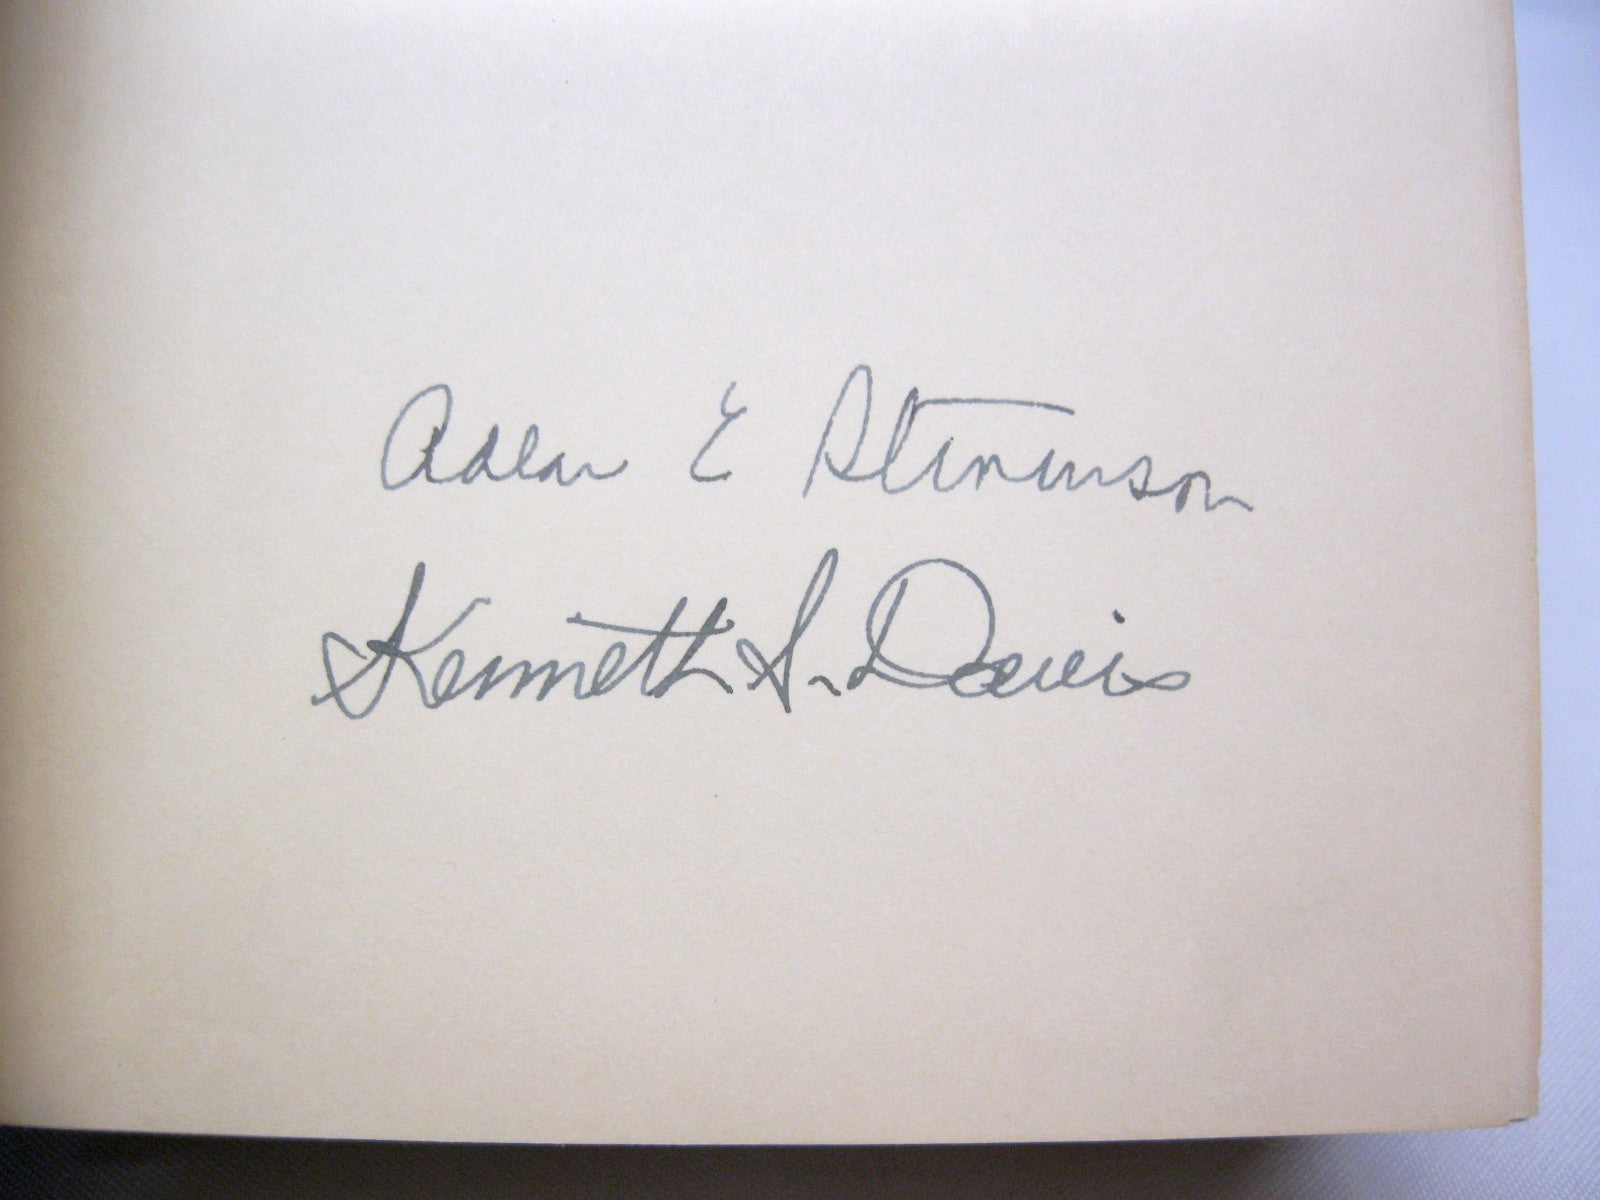 Adlai E Stevenson
Kenneth S. Davis